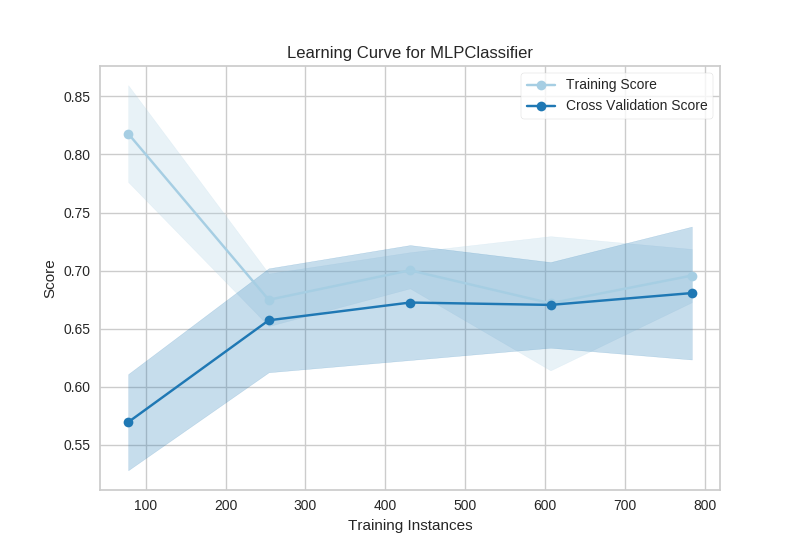 Learning Curve for MLPClassifier
Training Score
Cross Validation Score
0.85
0.80
0.75
0.70
0.65
0.60
0.55
Score
100 200 300 400 500 600 700 800
Training Instances